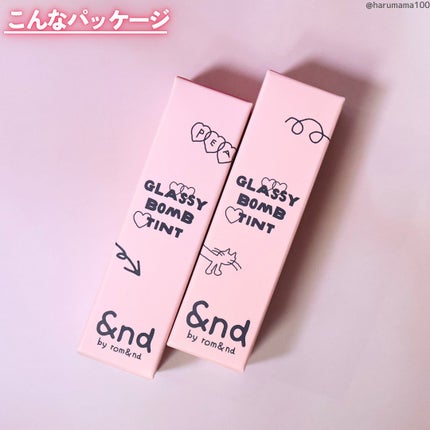 こんなパッケージ
@harumama100
PEA
GLASSY
BOMB
TINT
&nd
by rom&nd
GLASSY
BOMB
TINT
&nd
by rom&nd